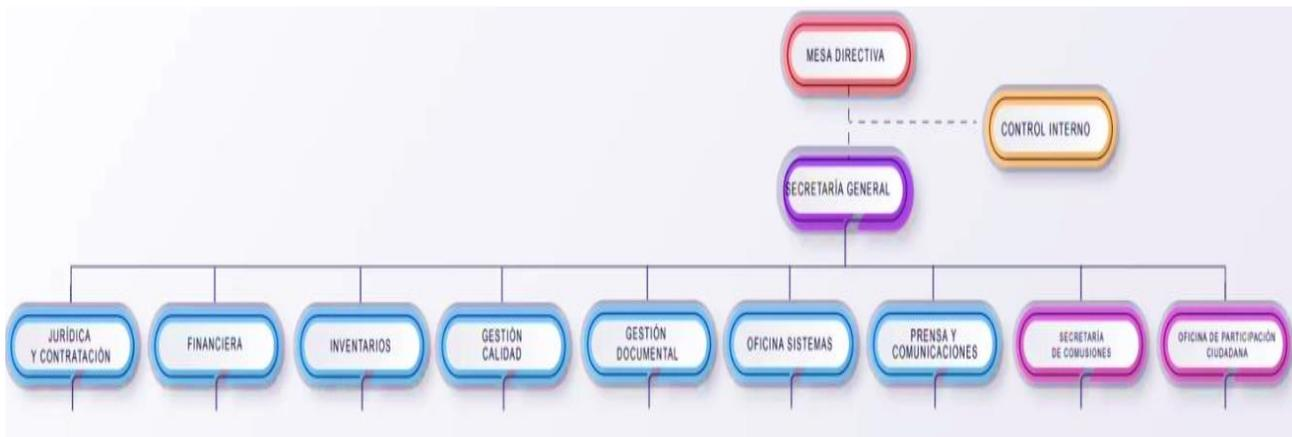 MESA DIRECTIVA
CONTROL INTERNO
SECRETARÍA GENERAL
JURÍDICA
Y CONTRATACIÓN
FINANCIERA
INVENTARIOS
GESTIÓN
CALIDAD
GESTIÓN
DOCUMENTAL
OFICINA SISTEMAS
PRENSA Y
COMUNICACIONES
SECRETARÍA
DE COMUSIONES
OFICINA DE PARTICIPACIÓN
CIUDADANA